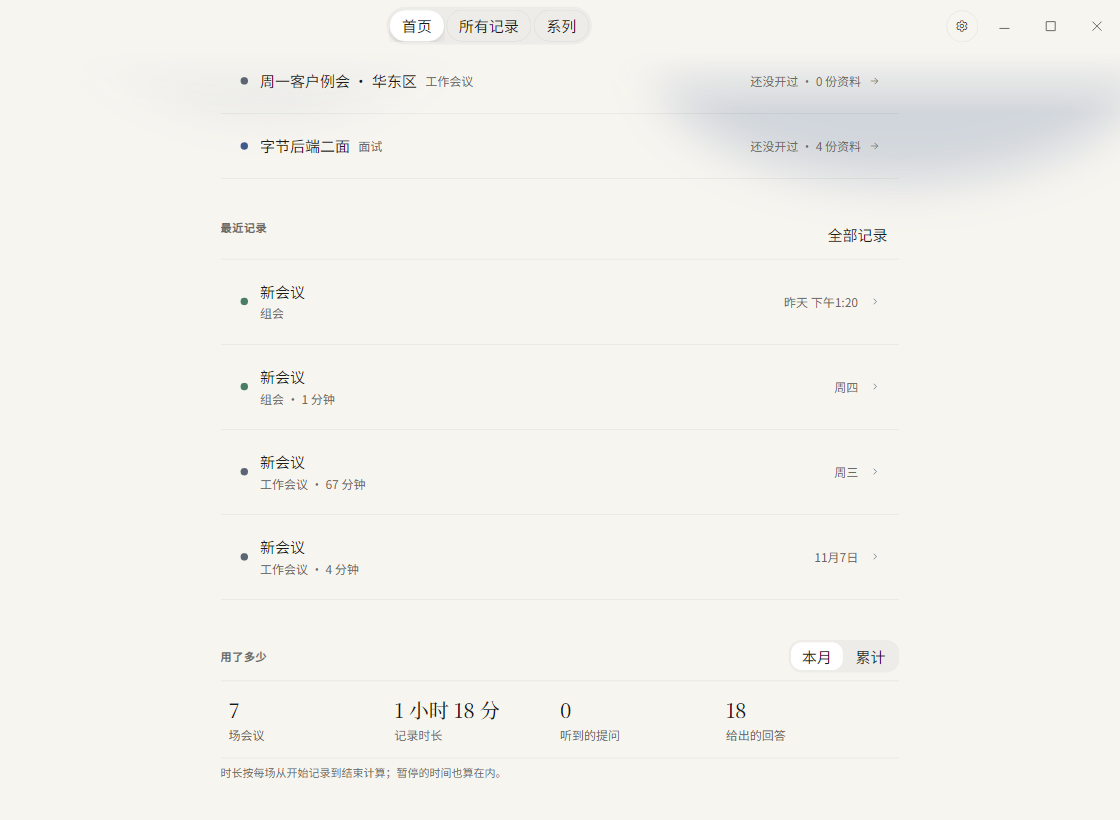 首页 所有记录 系列
周一客户例会 · 华东区 工作会议 还没开过 · 0 份资料 →
字节后端二面 面试 还没开过 · 4 份资料 →
最近记录 全部记录
新会议
组会
昨天 下午1:20
新会议
组会 · 1 分钟
周四
新会议
工作会议 · 67 分钟
周三
新会议
工作会议 · 4 分钟
11月7日
用了多少 本月 累计
7 1 小时 18 分 0 18
场会议 记录时长 听到的提问 给出的回答
时长按每场从开始记录到结束计算；暂停的时间也算在内。